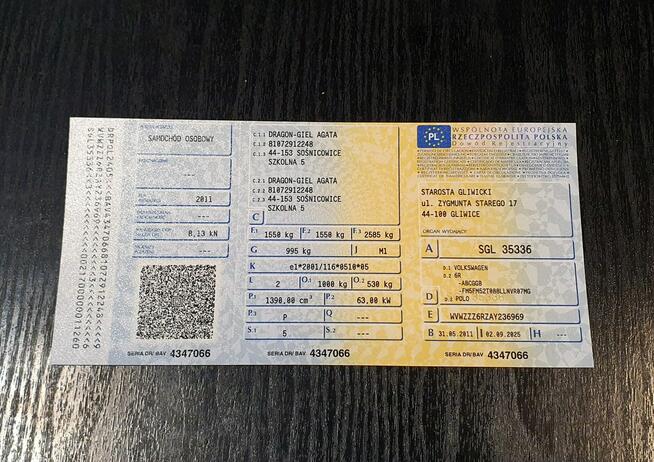 SAMOCHÓD OSOBOWY
---
---
2011
---
8,13 kN
---
SERIA DR/BAV 4347066
C.1.1 DRAGON-GIEL AGATA
C.1.2 81072912248
C.1.3 44-153 SOŚNICOWICE
SZKOLNA 5
C.2.1 DRAGON-GIEL AGATA
C.2.2 81072912248
C.2.3 44-153 SOŚNICOWICE
SZKOLNA 5
C
F.1 1550 kg F.2 1550 kg F.3 2585 kg
G 995 kg J M1
K e1*2001/116*0510*05
L 2 O.1 1000 kg O.2 530 kg
P.1 1390,00 cm³ P.2 63,00 kW
P.3 P Q ---
S.1 5 S.2 ---
SERIA DR/BAV 4347066
PL
WSPÓLNOTA EUROPEJSKA
RZECZPOSPOLITA POLSKA
Dowód Rejestracyjny
STAROSTA GLIWICKI
ul. ZYGMUNTA STAREGO 17
44-100 GLIWICE
ORGAN WYDAJĄCY
A SGL 35336
D.1 VOLKSWAGEN
D.2 6R
D.3 POLO
D
E WVWZZZ6RZAY236969
B 31.05.2011 I 02.09.2025 H ---
SERIA DR/BAV 4347066